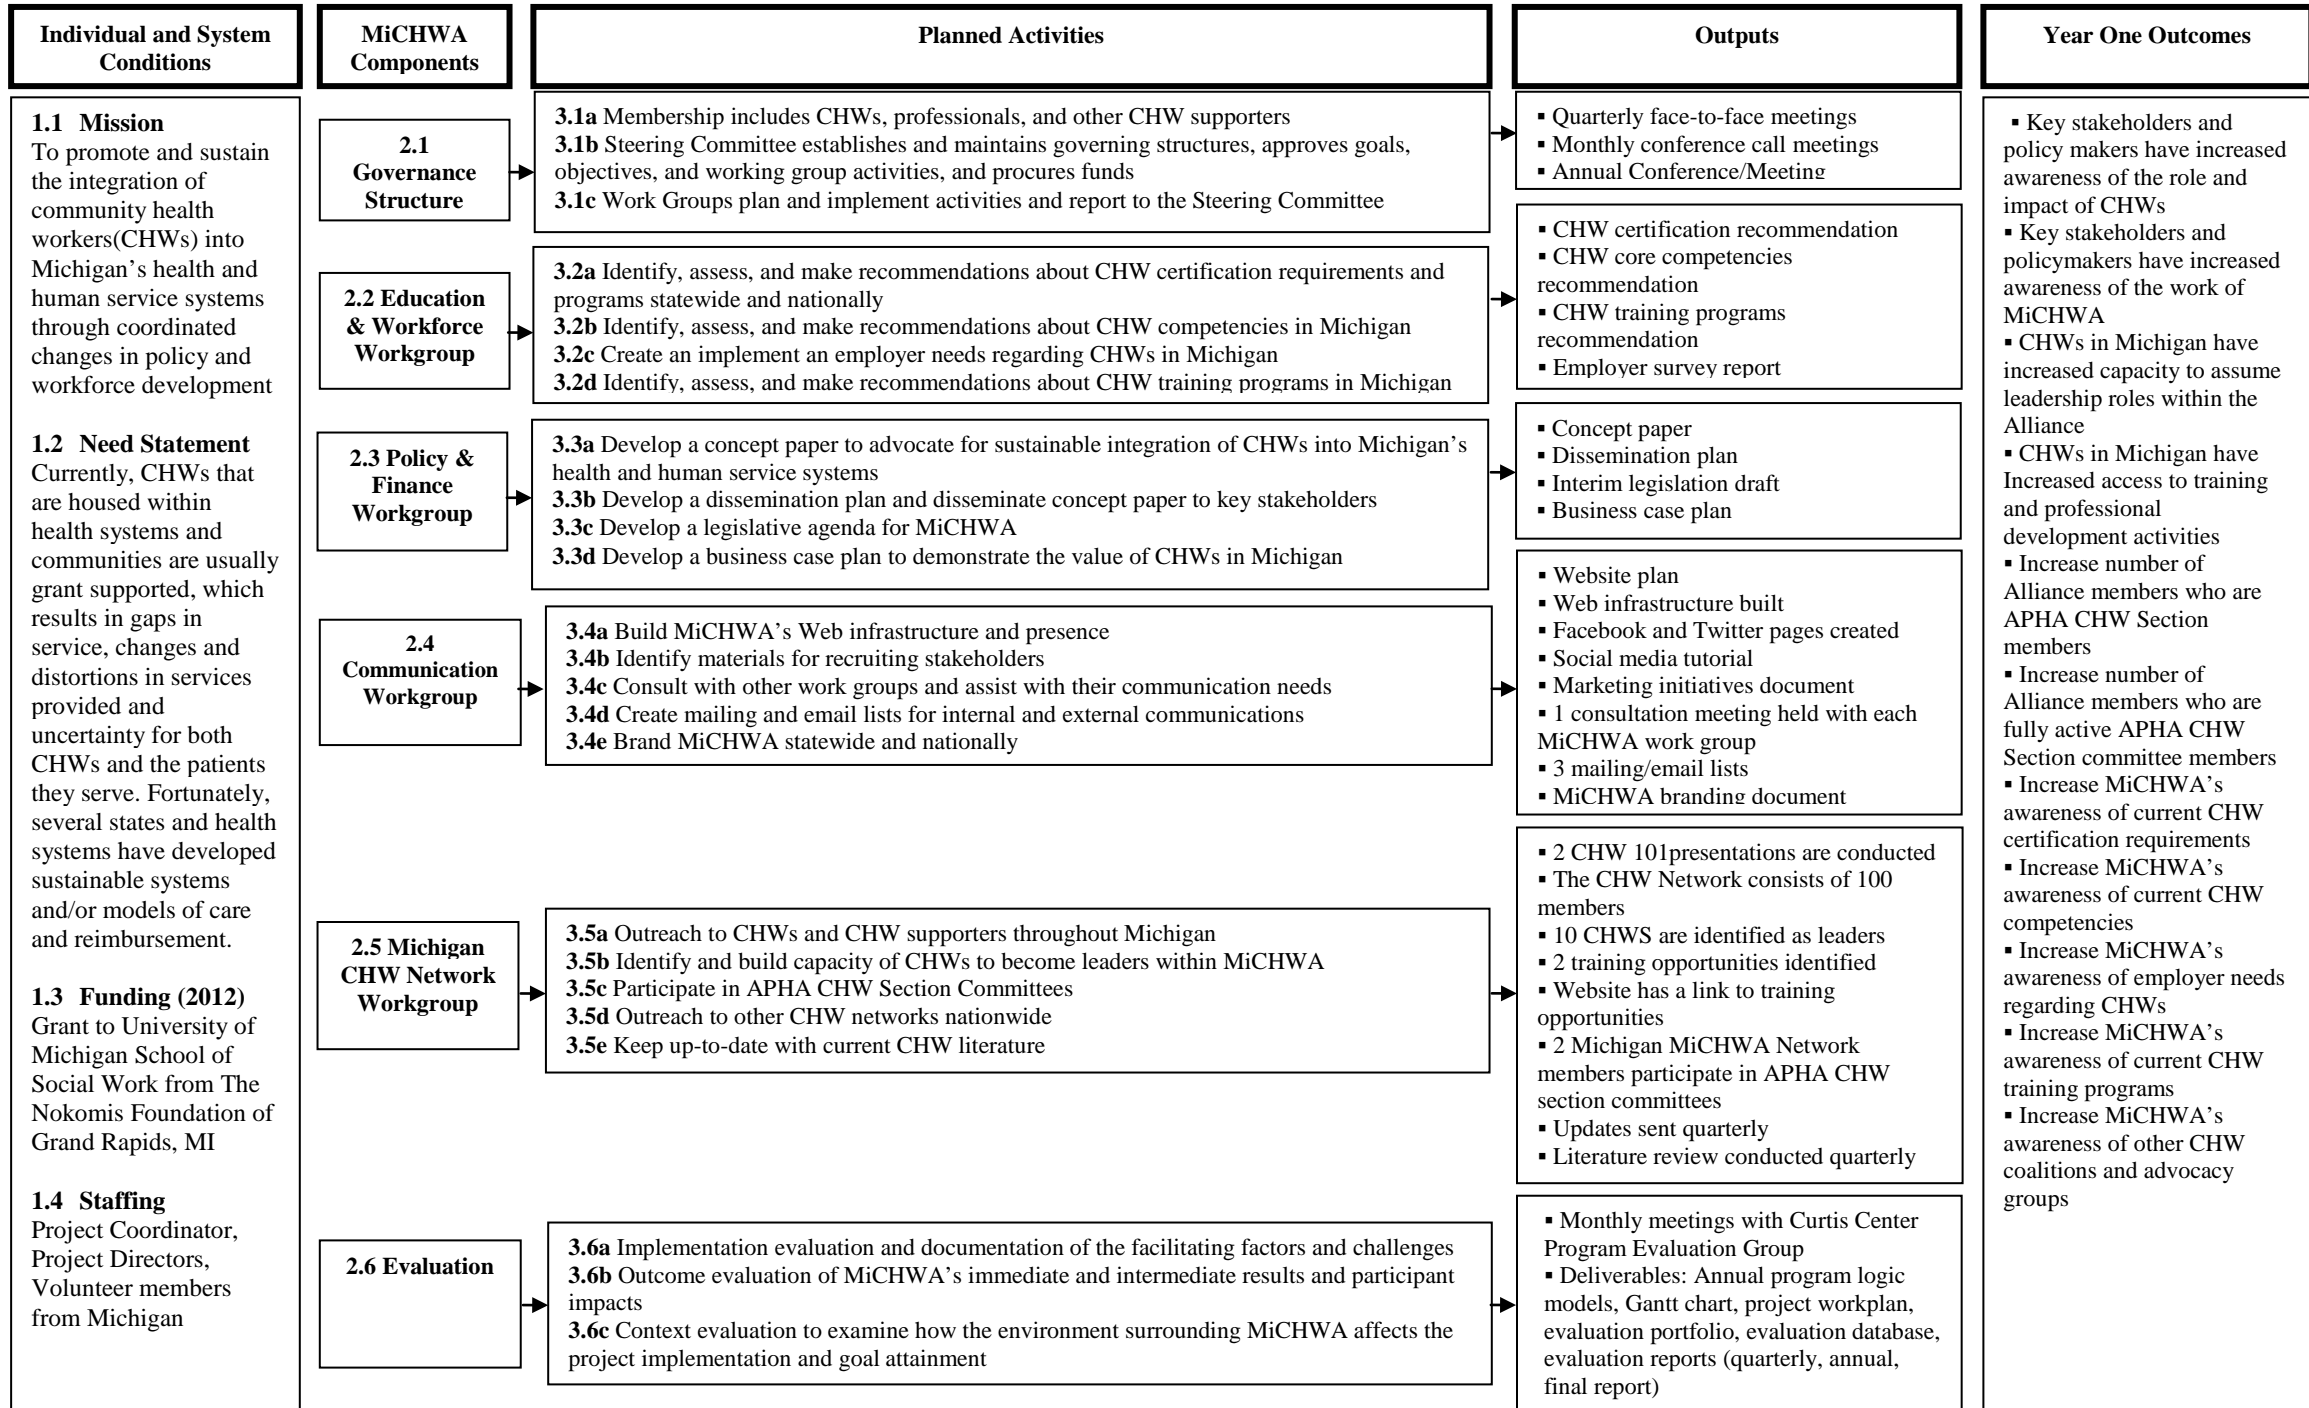 Individual and System
Conditions
MiCHWA
Components
Planned Activities
Outputs
Year One Outcomes
1.1 Mission
To promote and sustain
the integration of
community health
workers(CHWs) into
Michigan’s health and
human service systems
through coordinated
changes in policy and
workforce development
1.2 Need Statement
Currently, CHWs that
are housed within
health systems and
communities are usually
grant supported, which
results in gaps in
service, changes and
distortions in services
provided and
uncertainty for both
CHWs and the patients
they serve. Fortunately,
several states and health
systems have developed
sustainable systems
and/or models of care
and reimbursement.
1.3 Funding (2012)
Grant to University of
Michigan School of
Social Work from The
Nokomis Foundation of
Grand Rapids, MI
1.4 Staffing
Project Coordinator,
Project Directors,
Volunteer members
from Michigan
2.1
Governance
Structure
3.1a Membership includes CHWs, professionals, and other CHW supporters
3.1b Steering Committee establishes and maintains governing structures, approves goals,
objectives, and working group activities, and procures funds
3.1c Work Groups plan and implement activities and report to the Steering Committee
▪ Quarterly face-to-face meetings
▪ Monthly conference call meetings
▪ Annual Conference/Meeting
2.2 Education
& Workforce
Workgroup
3.2a Identify, assess, and make recommendations about CHW certification requirements and
programs statewide and nationally
3.2b Identify, assess, and make recommendations about CHW competencies in Michigan
3.2c Create an implement an employer needs regarding CHWs in Michigan
3.2d Identify, assess, and make recommendations about CHW training programs in Michigan
▪ CHW certification recommendation
▪ CHW core competencies
recommendation
▪ CHW training programs
recommendation
▪ Employer survey report
2.3 Policy &
Finance
Workgroup
3.3a Develop a concept paper to advocate for sustainable integration of CHWs into Michigan’s
health and human service systems
3.3b Develop a dissemination plan and disseminate concept paper to key stakeholders
3.3c Develop a legislative agenda for MiCHWA
3.3d Develop a business case plan to demonstrate the value of CHWs in Michigan
▪ Concept paper
▪ Dissemination plan
▪ Interim legislation draft
▪ Business case plan
2.4
Communication
Workgroup
3.4a Build MiCHWA’s Web infrastructure and presence
3.4b Identify materials for recruiting stakeholders
3.4c Consult with other work groups and assist with their communication needs
3.4d Create mailing and email lists for internal and external communications
3.4e Brand MiCHWA statewide and nationally
▪ Website plan
▪ Web infrastructure built
▪ Facebook and Twitter pages created
▪ Social media tutorial
▪ Marketing initiatives document
▪ 1 consultation meeting held with each
MiCHWA work group
▪ 3 mailing/email lists
▪ MiCHWA branding document
2.5 Michigan
CHW Network
Workgroup
3.5a Outreach to CHWs and CHW supporters throughout Michigan
3.5b Identify and build capacity of CHWs to become leaders within MiCHWA
3.5c Participate in APHA CHW Section Committees
3.5d Outreach to other CHW networks nationwide
3.5e Keep up-to-date with current CHW literature
▪ 2 CHW 101presentations are conducted
▪ The CHW Network consists of 100
members
▪ 10 CHWS are identified as leaders
▪ 2 training opportunities identified
▪ Website has a link to training
opportunities
▪ 2 Michigan MiCHWA Network
members participate in APHA CHW
section committees
▪ Updates sent quarterly
▪ Literature review conducted quarterly
2.6 Evaluation
3.6a Implementation evaluation and documentation of the facilitating factors and challenges
3.6b Outcome evaluation of MiCHWA’s immediate and intermediate results and participant
impacts
3.6c Context evaluation to examine how the environment surrounding MiCHWA affects the
project implementation and goal attainment
▪ Monthly meetings with Curtis Center
Program Evaluation Group
▪ Deliverables: Annual program logic
models, Gantt chart, project workplan,
evaluation portfolio, evaluation database,
evaluation reports (quarterly, annual,
final report)
▪ Key stakeholders and
policy makers have increased
awareness of the role and
impact of CHWs
▪ Key stakeholders and
policymakers have increased
awareness of the work of
MiCHWA
▪ CHWs in Michigan have
increased capacity to assume
leadership roles within the
Alliance
▪ CHWs in Michigan have
Increased access to training
and professional
development activities
▪ Increase number of
Alliance members who are
APHA CHW Section
members
▪ Increase number of
Alliance members who are
fully active APHA CHW
Section committee members
▪ Increase MiCHWA’s
awareness of current CHW
certification requirements
▪ Increase MiCHWA’s
awareness of current CHW
competencies
▪ Increase MiCHWA’s
awareness of employer needs
regarding CHWs
▪ Increase MiCHWA’s
awareness of current CHW
training programs
▪ Increase MiCHWA’s
awareness of other CHW
coalitions and advocacy
groups